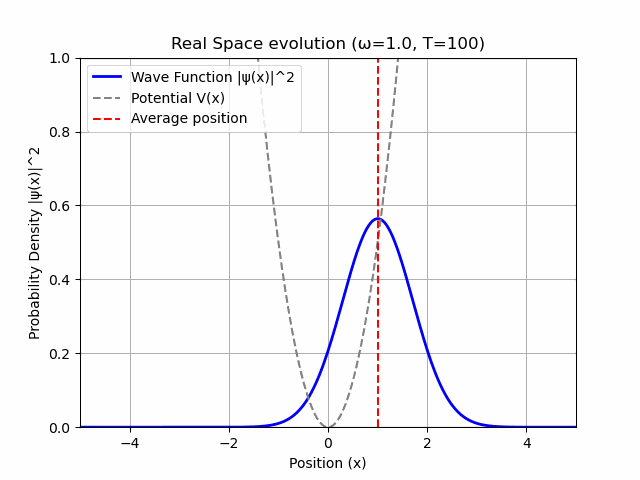 Real Space evolution (ω=1.0, T=100)
Wave Function |ψ(x)|^2
Potential V(x)
Average position
Probability Density |ψ(x)|^2
1.0
0.8
0.6
0.4
0.2
0.0
−4
−2
0
2
4
Position (x)